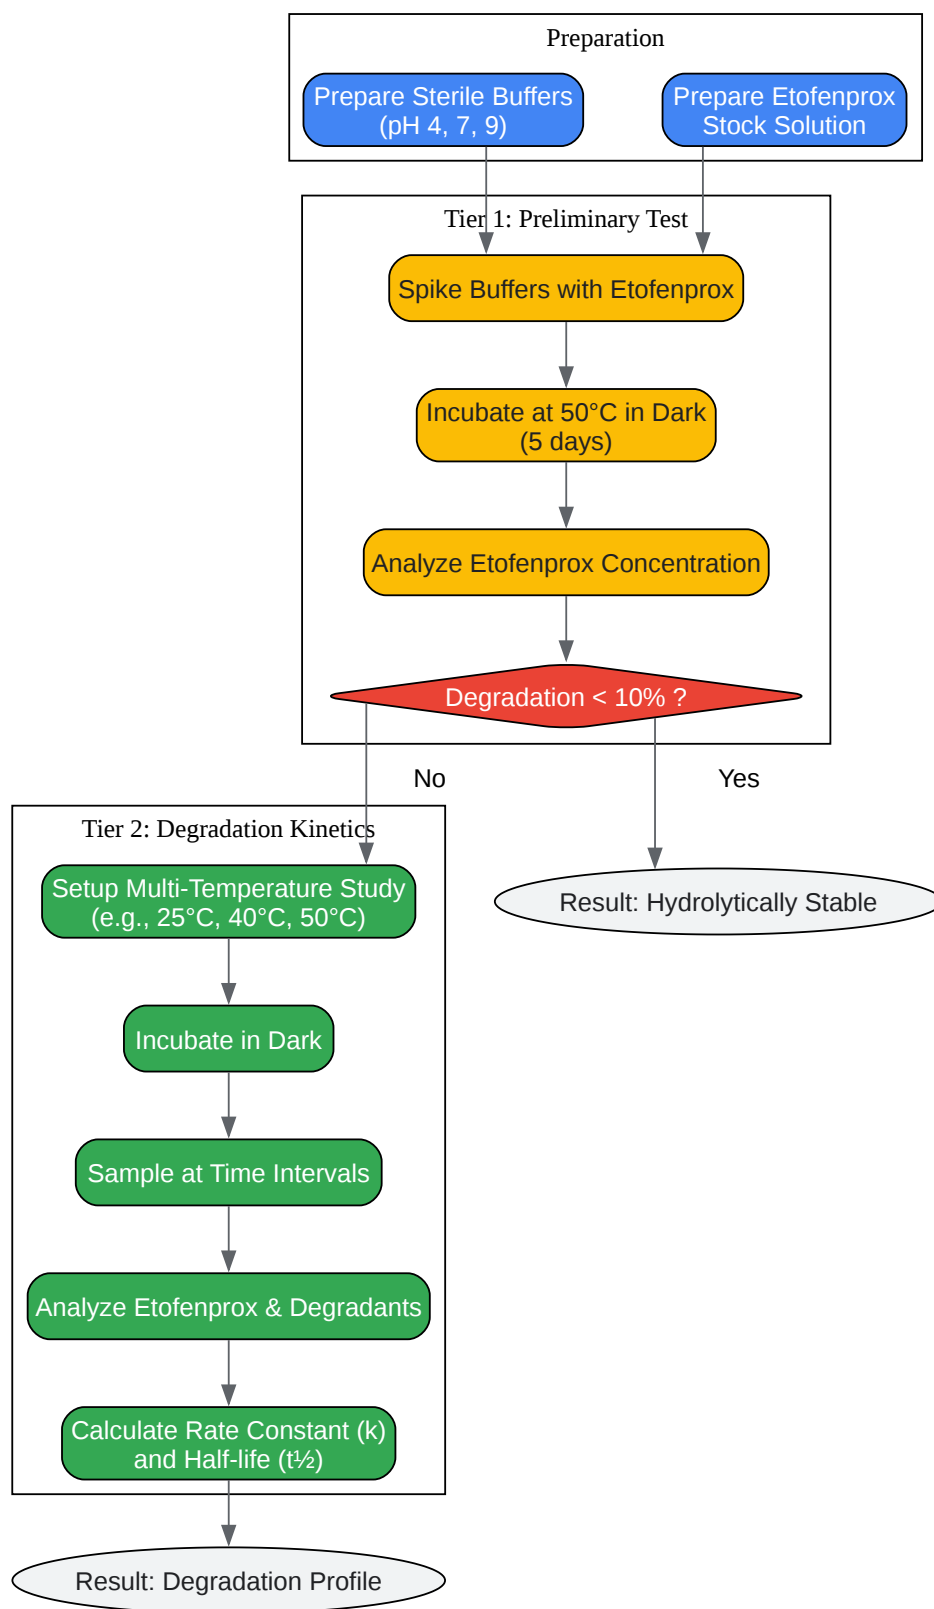 Preparation
Prepare Sterile Buffers
(pH 4, 7, 9)
Prepare Etofenprox
Stock Solution
Tier 1: Preliminary Test
Spike Buffers with Etofenprox
Incubate at 50°C in Dark
(5 days)
Analyze Etofenprox Concentration
Degradation < 10% ?
No
Yes
Tier 2: Degradation Kinetics
Setup Multi-Temperature Study
(e.g., 25°C, 40°C, 50°C)
Result: Hydrolytically Stable
Incubate in Dark
Sample at Time Intervals
Analyze Etofenprox & Degradants
Calculate Rate Constant (k)
and Half-life (t½)
Result: Degradation Profile